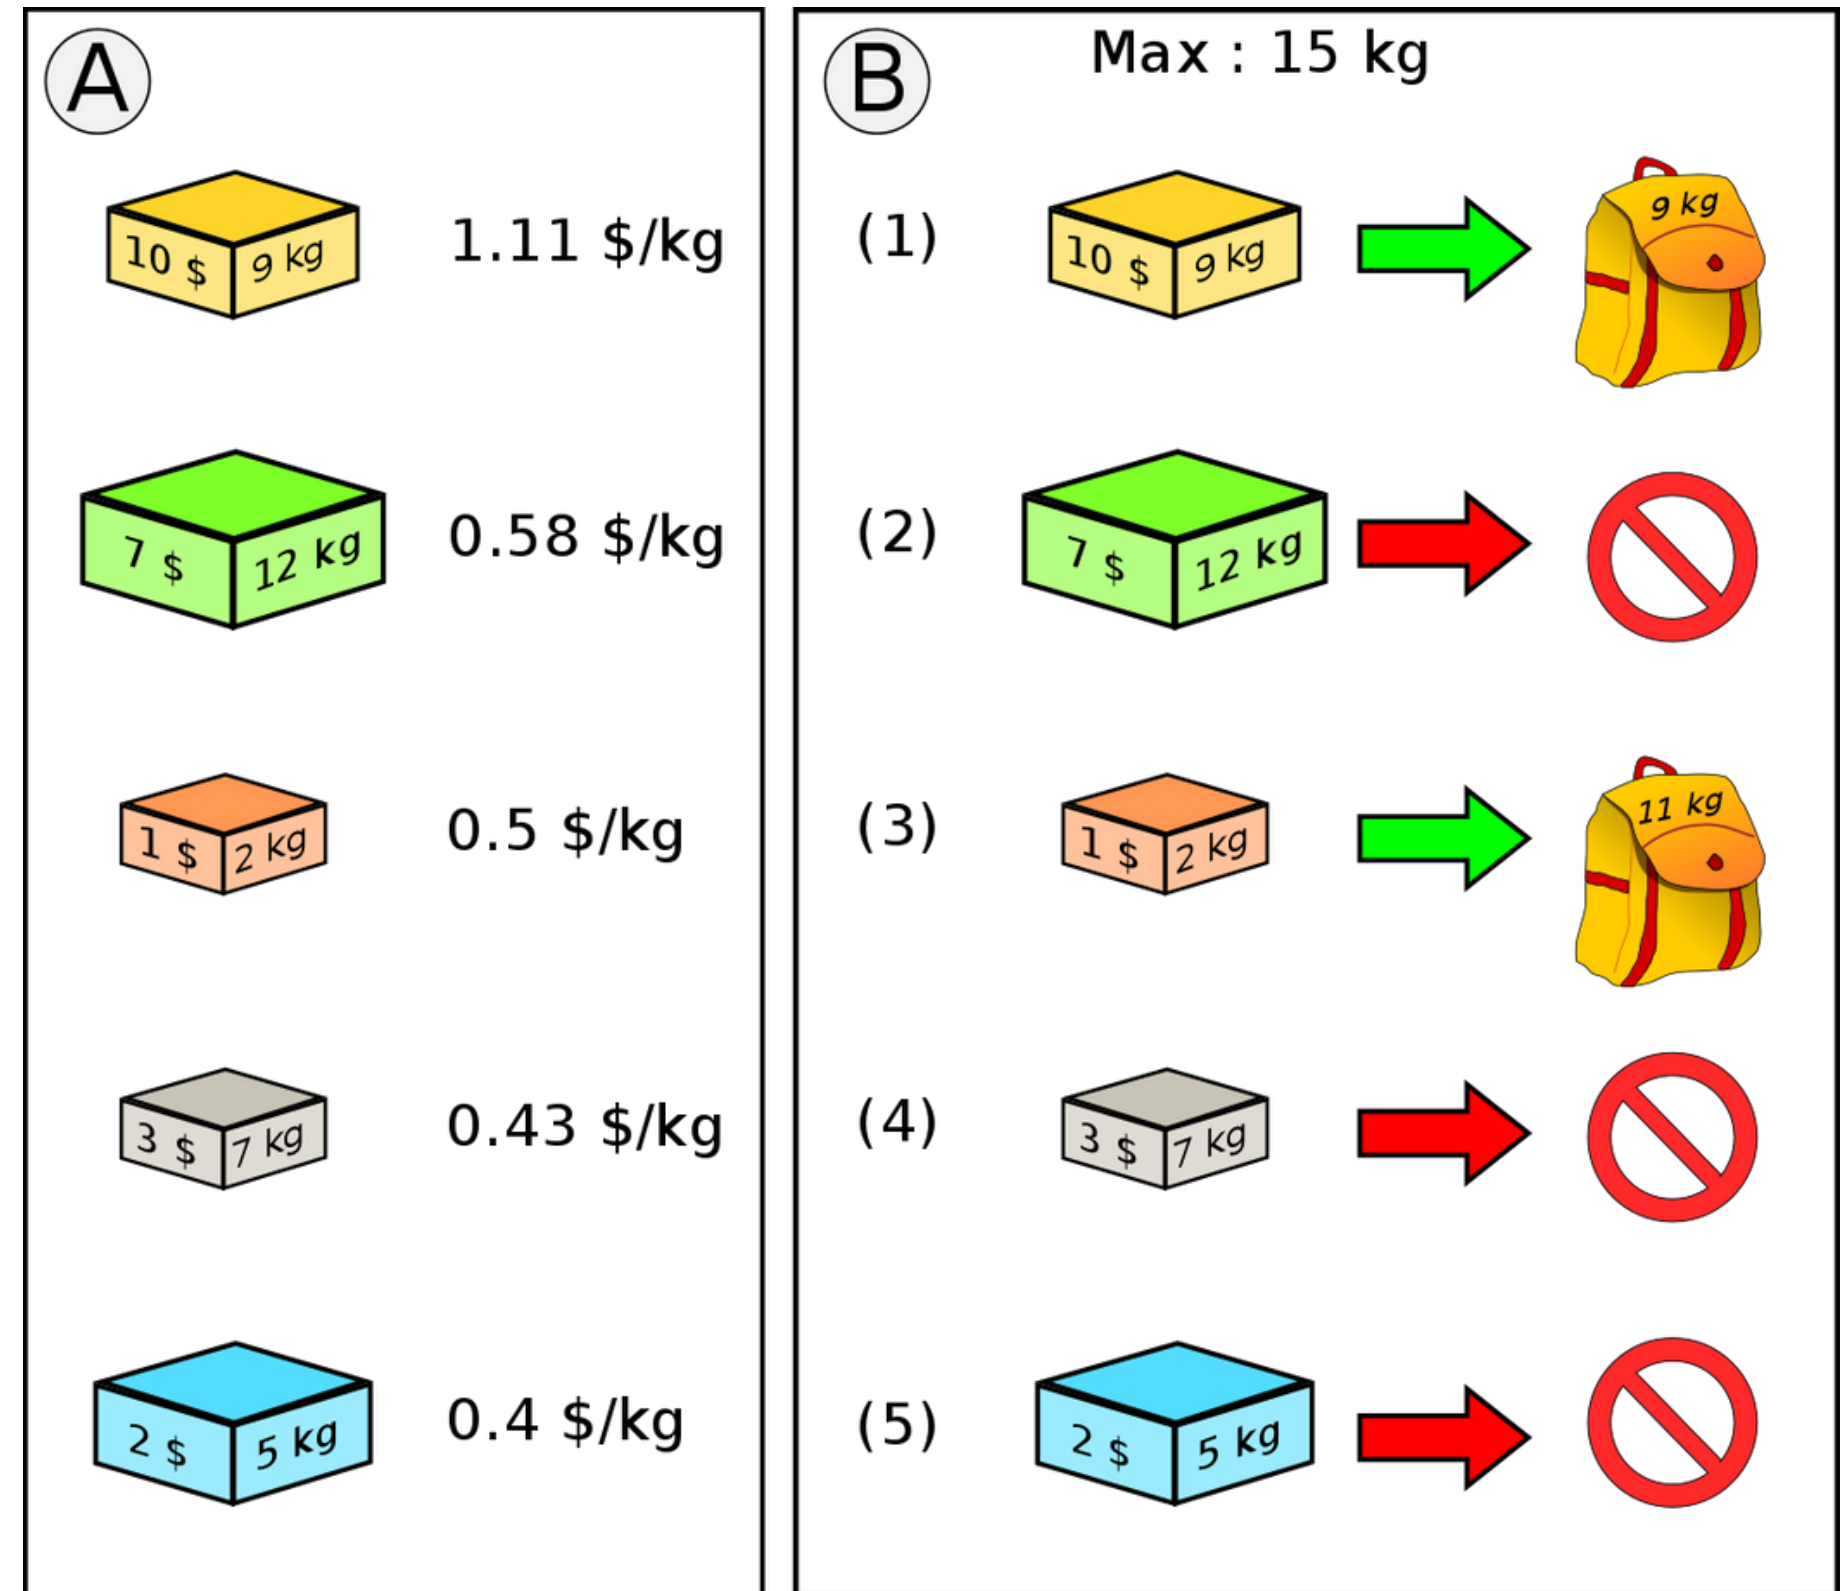 A
10 $ 9 kg 1.11 $/kg
7 $ 12 kg 0.58 $/kg
1 $ 2 kg 0.5 $/kg
3 $ 7 kg 0.43 $/kg
2 $ 5 kg 0.4 $/kg
B
Max : 15 kg
(1) 10 $ 9 kg 9 kg
(2) 7 $ 12 kg
(3) 1 $ 2 kg 11 kg
(4) 3 $ 7 kg
(5) 2 $ 5 kg